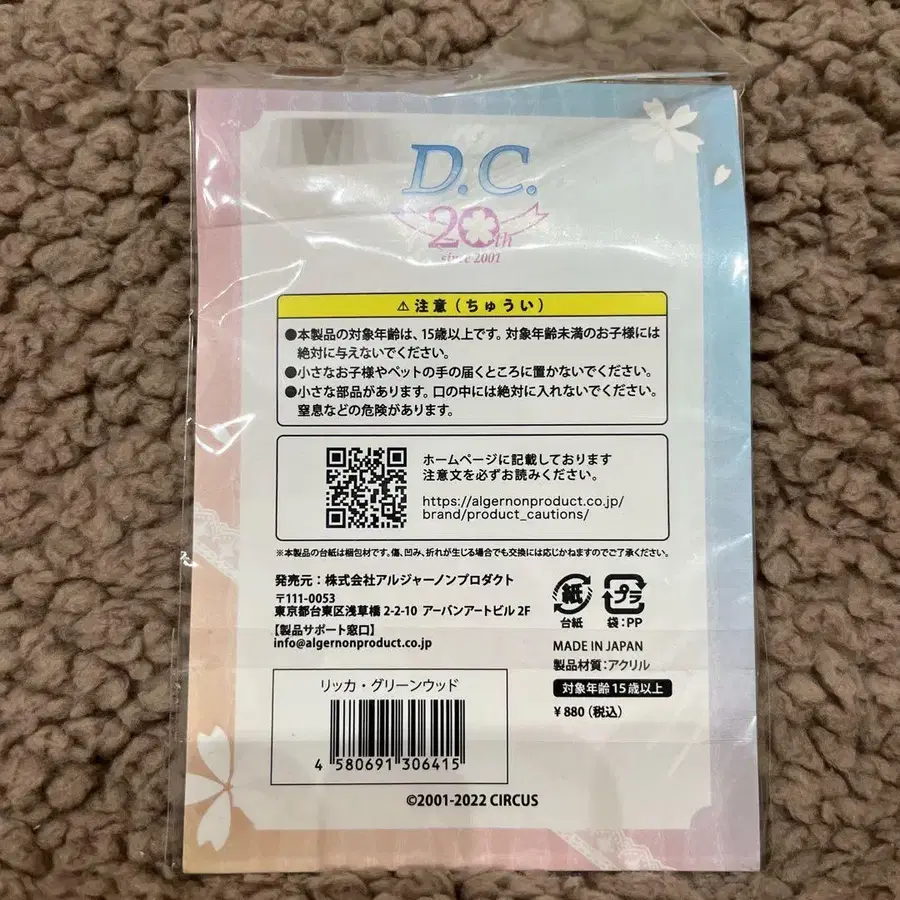 D.C.
20th
since 2001
⚠注意(ちゅうい)
●本製品の対象年齢は、15歳以上です。対象年齢未満のお子様には
絶対に与えないでください。
●小さなお子様やペットの手の届くところに置かないでください。
●小さな部品があります。口の中には絶対に入れないでください。
窒息などの危険があります。
ホームページに記載しております
注意文を必ずお読みください。
https://algernonproduct.co.jp/
brand/product_cautions/
※本製品の台紙は梱包材です。傷、凹み、折れが生じる場合でも交換には応じかねますのでご了承ください。
発売元:株式会社アルジャーノンプロダクト
〒111-0053
東京都台東区浅草橋 2-2-10 アーバンアートビル 2F
【製品サポート窓口】
info@algernonproduct.co.jp
紙
台紙
プラ
袋:PP
MADE IN JAPAN
製品材質:アクリル
対象年齢15歳以上
¥880(税込)
リッカ・グリーンウッド
4 580691 306415
©2001-2022 CIRCUS